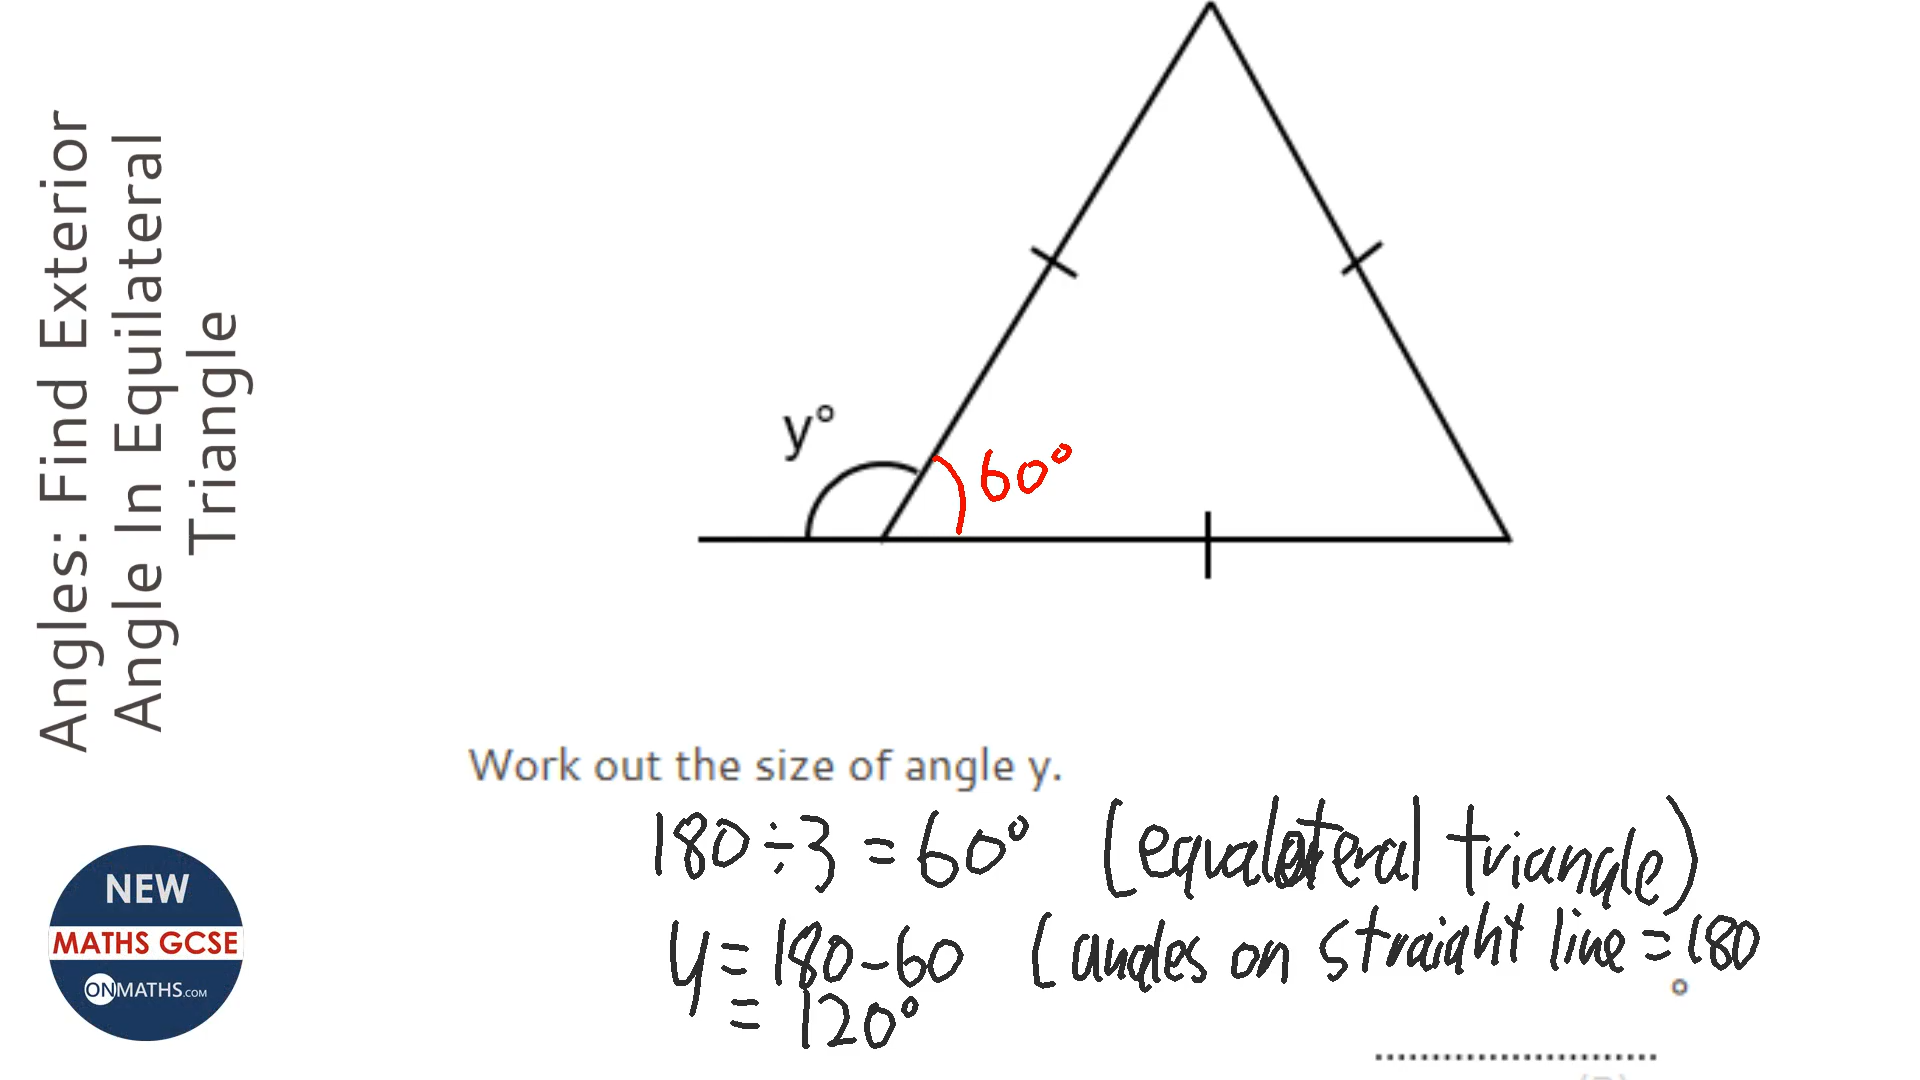 Angles: Find Exterior
Angle In Equilateral
Triangle
y°
60°
Work out the size of angle y.
180÷3 = 60° (equalateral triangle)
y = 180-60 (angles on straight line = 180
= 120°
°
NEW
MATHS GCSE
ONMATHS.COM